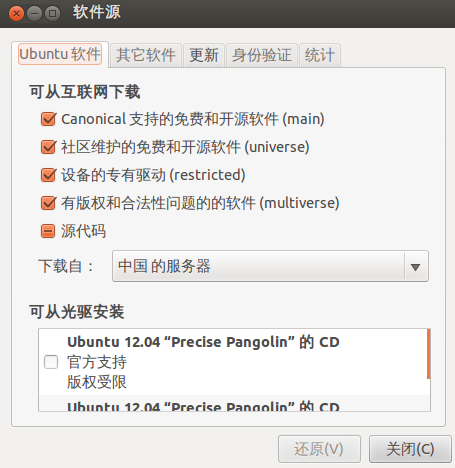 软件源
Ubuntu 软件 其它软件 更新 身份验证 统计
可从互联网下载
Canonical 支持的免费和开源软件 (main)
社区维护的免费和开源软件 (universe)
设备的专有驱动 (restricted)
有版权和合法性问题的的软件 (multiverse)
源代码
下载自： 中国 的服务器
可从光驱安装
Ubuntu 12.04 “Precise Pangolin” 的 CD
官方支持
版权受限
Ubuntu 12.04 “Precise Pangolin” 的 CD
还原(V) 关闭(C)